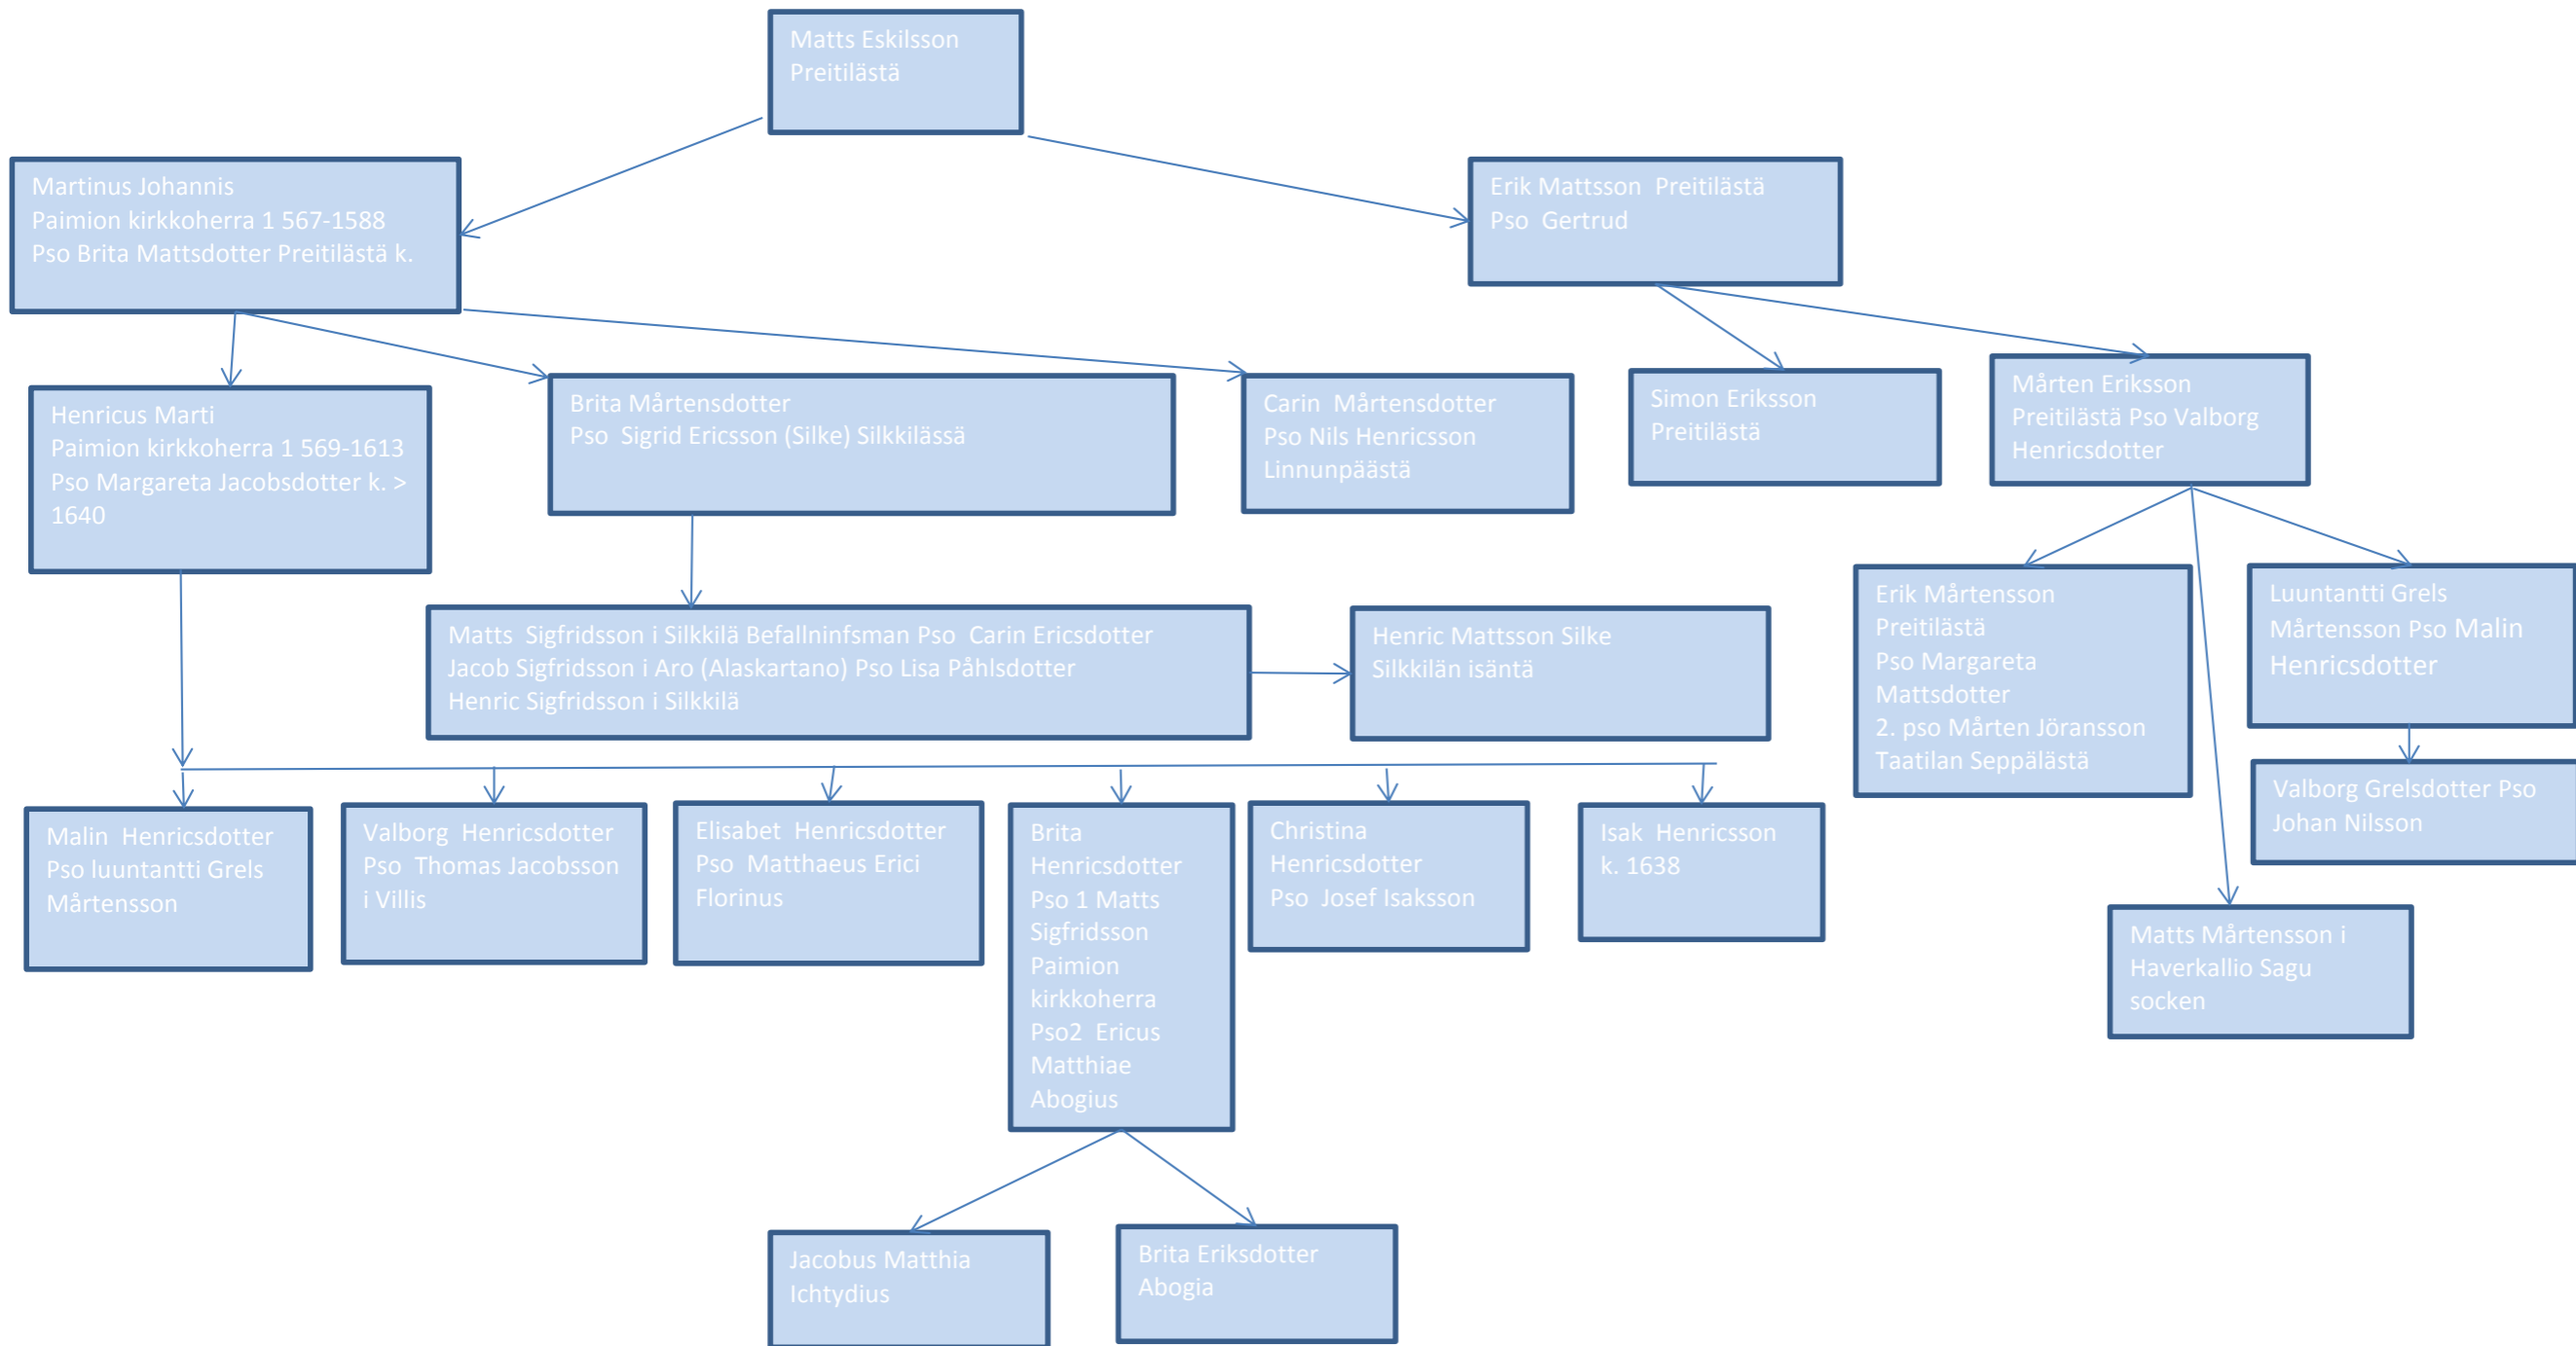 Matts Eskilsson
Preitilästä
Martinus Johannis
Paimion kirkkoherra 1 567-1588
Pso Brita Mattsdotter Preitilästä k.
Erik Mattsson  Preitilästä
Pso  Gertrud
Henricus Marti
Paimion kirkkoherra 1 569-1613
Pso Margareta Jacobsdotter k. >
1640
Brita Mårtensdotter
Pso  Sigrid Ericsson (Silke) Silkkilässä
Carin  Mårtensdotter
Pso Nils Henricsson
Linnunpäästä
Simon Eriksson
Preitilästä
Mårten Eriksson
Preitilästä Pso Valborg
Henricsdotter
Matts  Sigfridsson i Silkkilä Befallninfsman Pso  Carin Ericsdotter
Jacob Sigfridsson i Aro (Alaskartano) Pso Lisa Påhlsdotter
Henric Sigfridsson i Silkkilä
Henric Mattsson Silke
Silkkilän isäntä
Erik Mårtensson
Preitilästä
Pso Margareta
Mattsdotter
2. pso Mårten Jöransson
Taatilan Seppälästä
Luuntantti Grels
Mårtensson Pso Malin
Henricsdotter
Valborg Grelsdotter Pso
Johan Nilsson
Malin  Henricsdotter
Pso luuntantti Grels
Mårtensson
Valborg  Henricsdotter
Pso  Thomas Jacobsson
i Villis
Elisabet  Henricsdotter
Pso  Matthaeus Erici
Florinus
Brita
Henricsdotter
Pso 1 Matts
Sigfridsson
Paimion
kirkkoherra
Pso2  Ericus
Matthiae
Abogius
Christina
Henricsdotter
Pso  Josef Isaksson
Isak  Henricsson
k. 1638
Matts Mårtensson i
Haverkallio Sagu
socken
Jacobus Matthia
Ichtydius
Brita Eriksdotter
Abogia